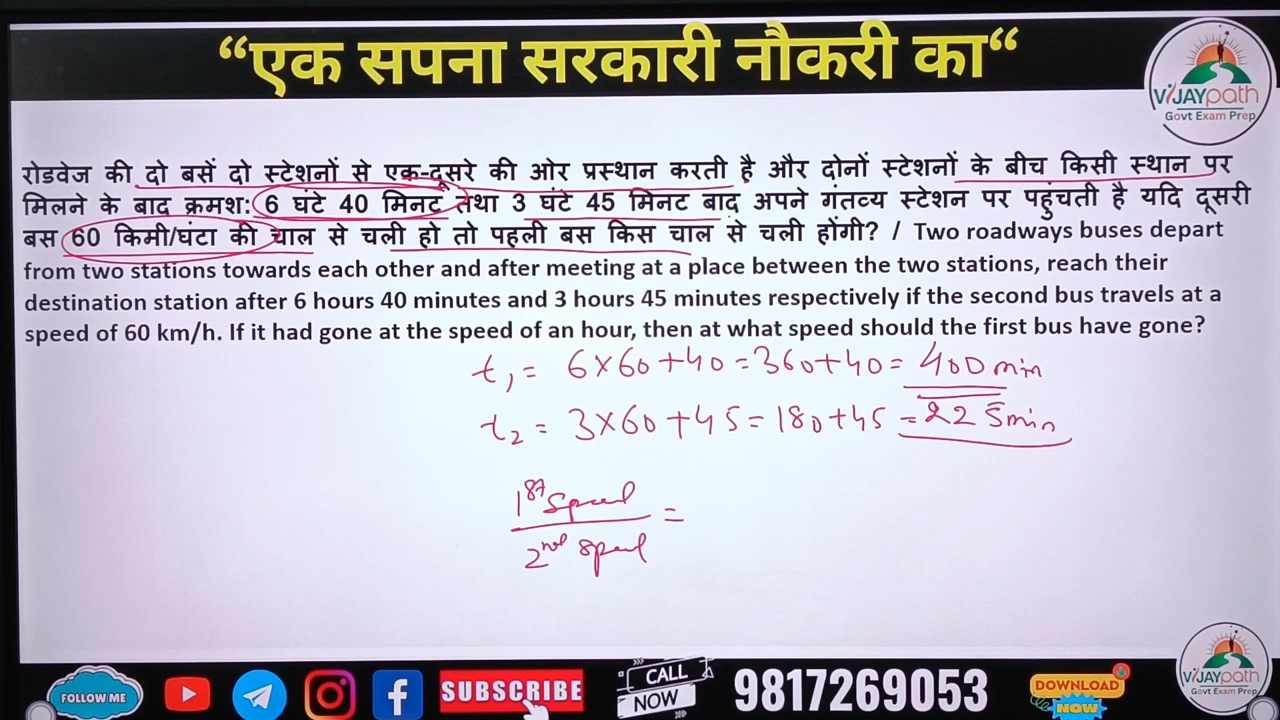 “एक सपना सरकारी नौकरी का“
VIJAYpath
Govt Exam Prep
रोडवेज की दो बसें दो स्टेशनों से एक-दूसरे की ओर प्रस्थान करती है और दोनों स्टेशनों के बीच किसी स्थान पर
मिलने के बाद क्रमश: 6 घंटे 40 मिनट तथा 3 घंटे 45 मिनट बाद अपने गंतव्य स्टेशन पर पहुंचती है यदि दूसरी
बस 60 किमी/घंटा की चाल से चली हो तो पहली बस किस चाल से चली होंगी? / Two roadways buses depart
from two stations towards each other and after meeting at a place between the two stations, reach their
destination station after 6 hours 40 minutes and 3 hours 45 minutes respectively if the second bus travels at a
speed of 60 km/h. If it had gone at the speed of an hour, then at what speed should the first bus have gone?
t₁ = 6×60+40=360+40= 400 min
t₂ = 3×60+45=180+45 =225min
1st Speed
2nd Speed =
FOLLOW ME
SUBSCRIBE
CALL
NOW
9817269053
DOWNLOAD
NOW
VIJAYpath
Govt Exam Prep